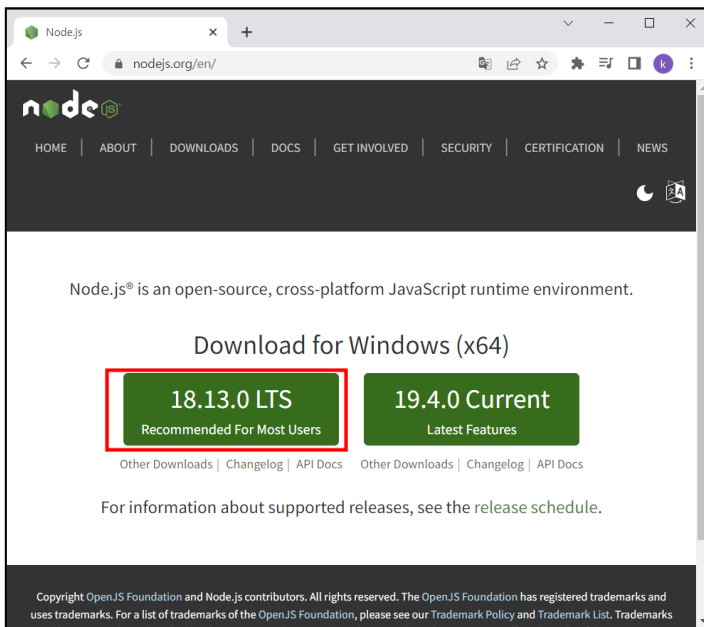 Node.js
nodejs.org/en/
k
node JS
HOME | ABOUT | DOWNLOADS | DOCS | GET INVOLVED | SECURITY | CERTIFICATION | NEWS
Node.js® is an open-source, cross-platform JavaScript runtime environment.
Download for Windows (x64)
18.13.0 LTS
Recommended For Most Users
19.4.0 Current
Latest Features
Other Downloads | Changelog | API Docs
Other Downloads | Changelog | API Docs
For information about supported releases, see the release schedule.
Copyright OpenJS Foundation and Node.js contributors. All rights reserved. The OpenJS Foundation has registered trademarks and
uses trademarks. For a list of trademarks of the OpenJS Foundation, please see our Trademark Policy and Trademark List. Trademarks